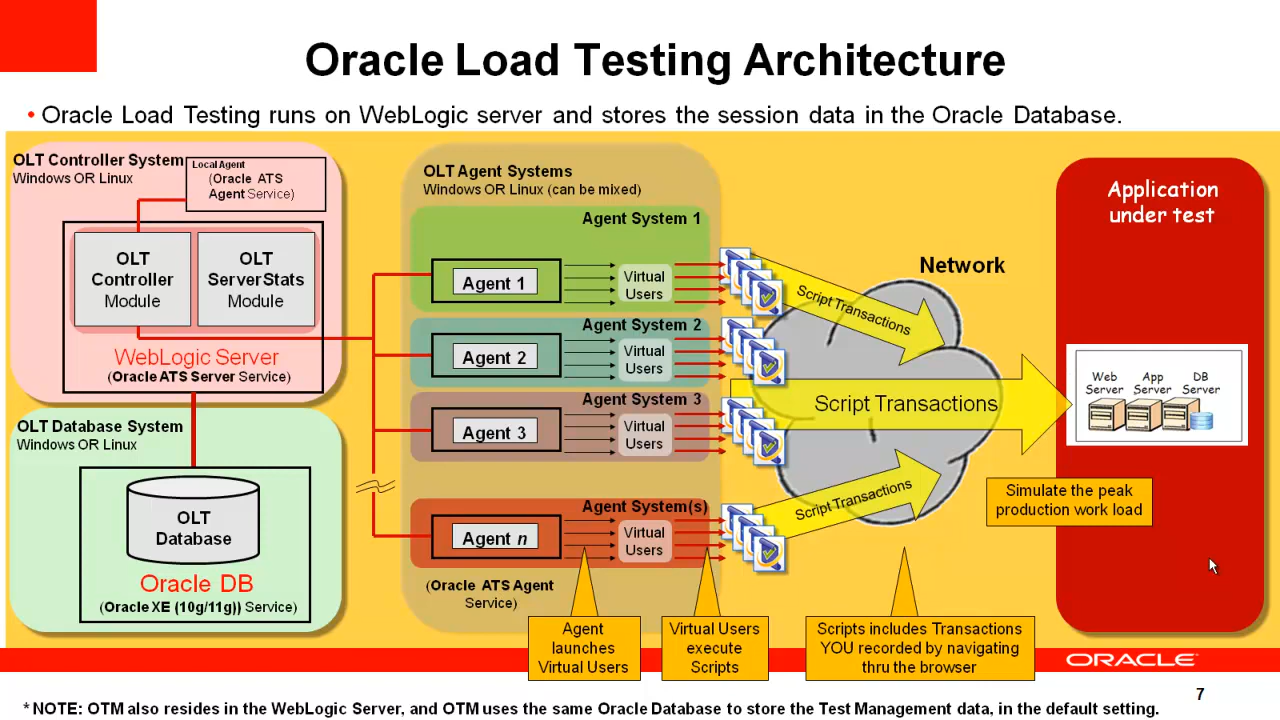 Oracle Load Testing Architecture
• Oracle Load Testing runs on WebLogic server and stores the session data in the Oracle Database.
OLT Controller System
Windows OR Linux
Local Agent
(Oracle ATS
Agent Service)
OLT
Controller
Module
OLT
ServerStats
Module
WebLogic Server
(Oracle ATS Server Service)
OLT Database System
Windows OR Linux
OLT
Database
Oracle DB
(Oracle XE (10g/11g)) Service)
OLT Agent Systems
Windows OR Linux (can be mixed)
Agent System 1
Agent 1
Virtual
Users
Agent System 2
Agent 2
Virtual
Users
Agent System 3
Agent 3
Virtual
Users
Agent System(s)
Agent n
Virtual
Users
(Oracle ATS Agent
Service)
Network
Script Transactions
Script Transactions
Script Transactions
Application
under test
Web
Server
App
Server
DB
Server
Simulate the peak
production work load
Agent
launches
Virtual Users
Virtual Users
execute
Scripts
Scripts includes Transactions
YOU recorded by navigating
thru the browser
ORACLE
7
* NOTE: OTM also resides in the WebLogic Server, and OTM uses the same Oracle Database to store the Test Management data, in the default setting.